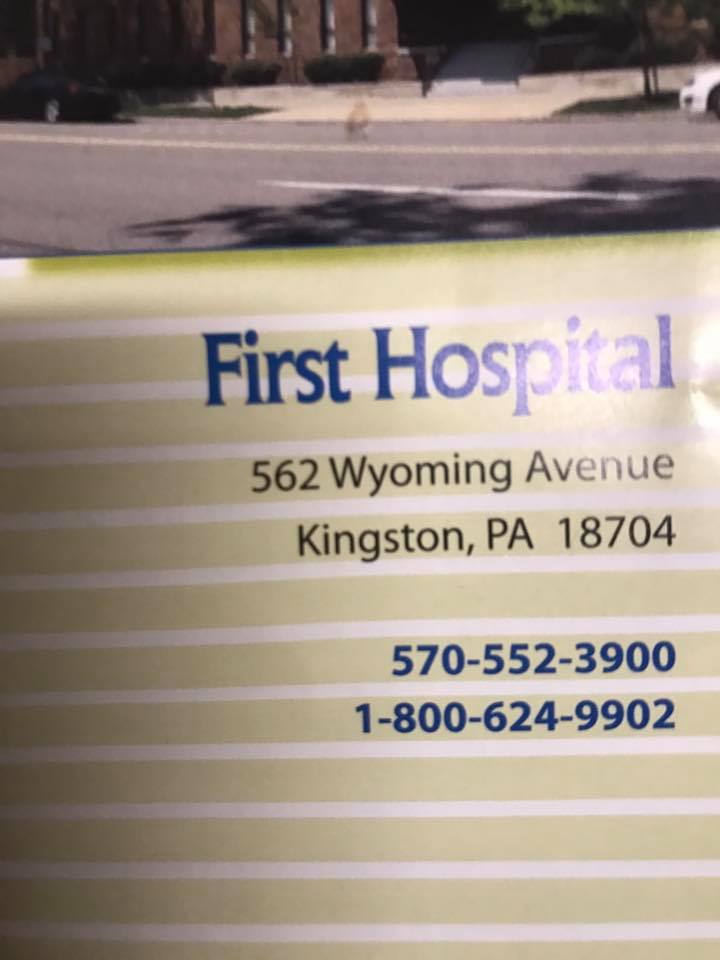 First Hospital
562 Wyoming Avenue
Kingston, PA 18704
570-552-3900
1-800-624-9902